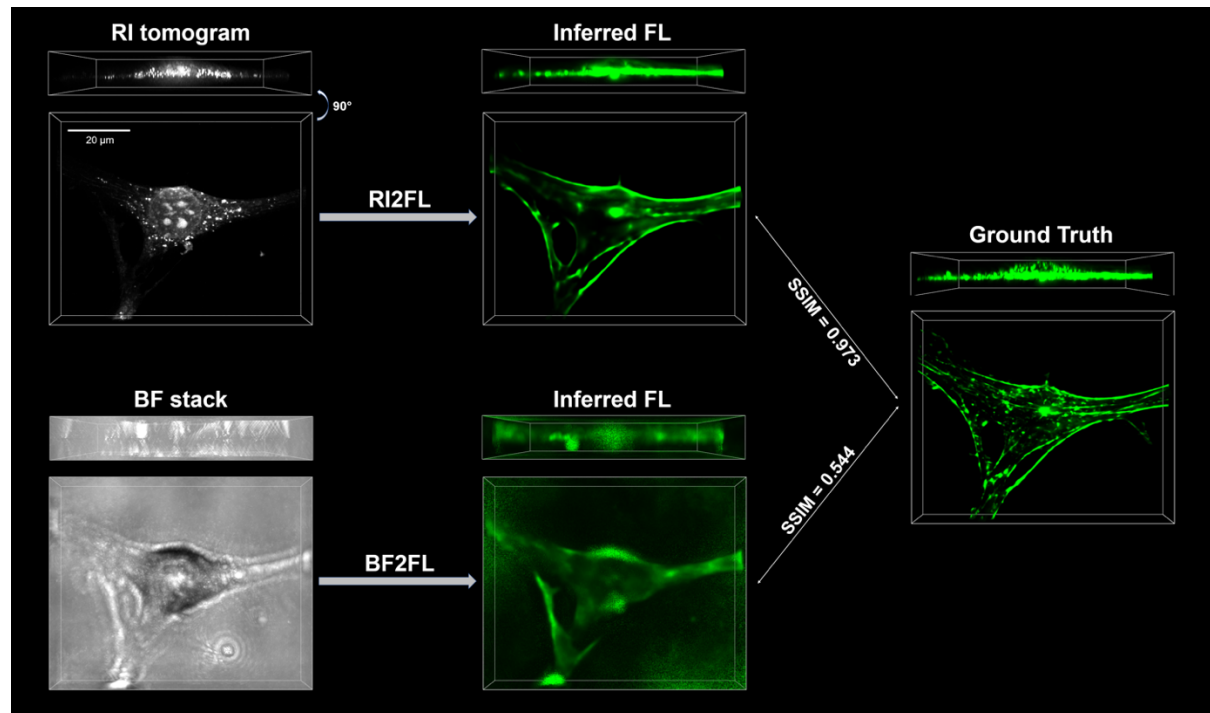 RI tomogram
Inferred FL
90°
20 μm
RI2FL
Ground Truth
SSIM = 0.973
BF stack
Inferred FL
SSIM = 0.544
BF2FL